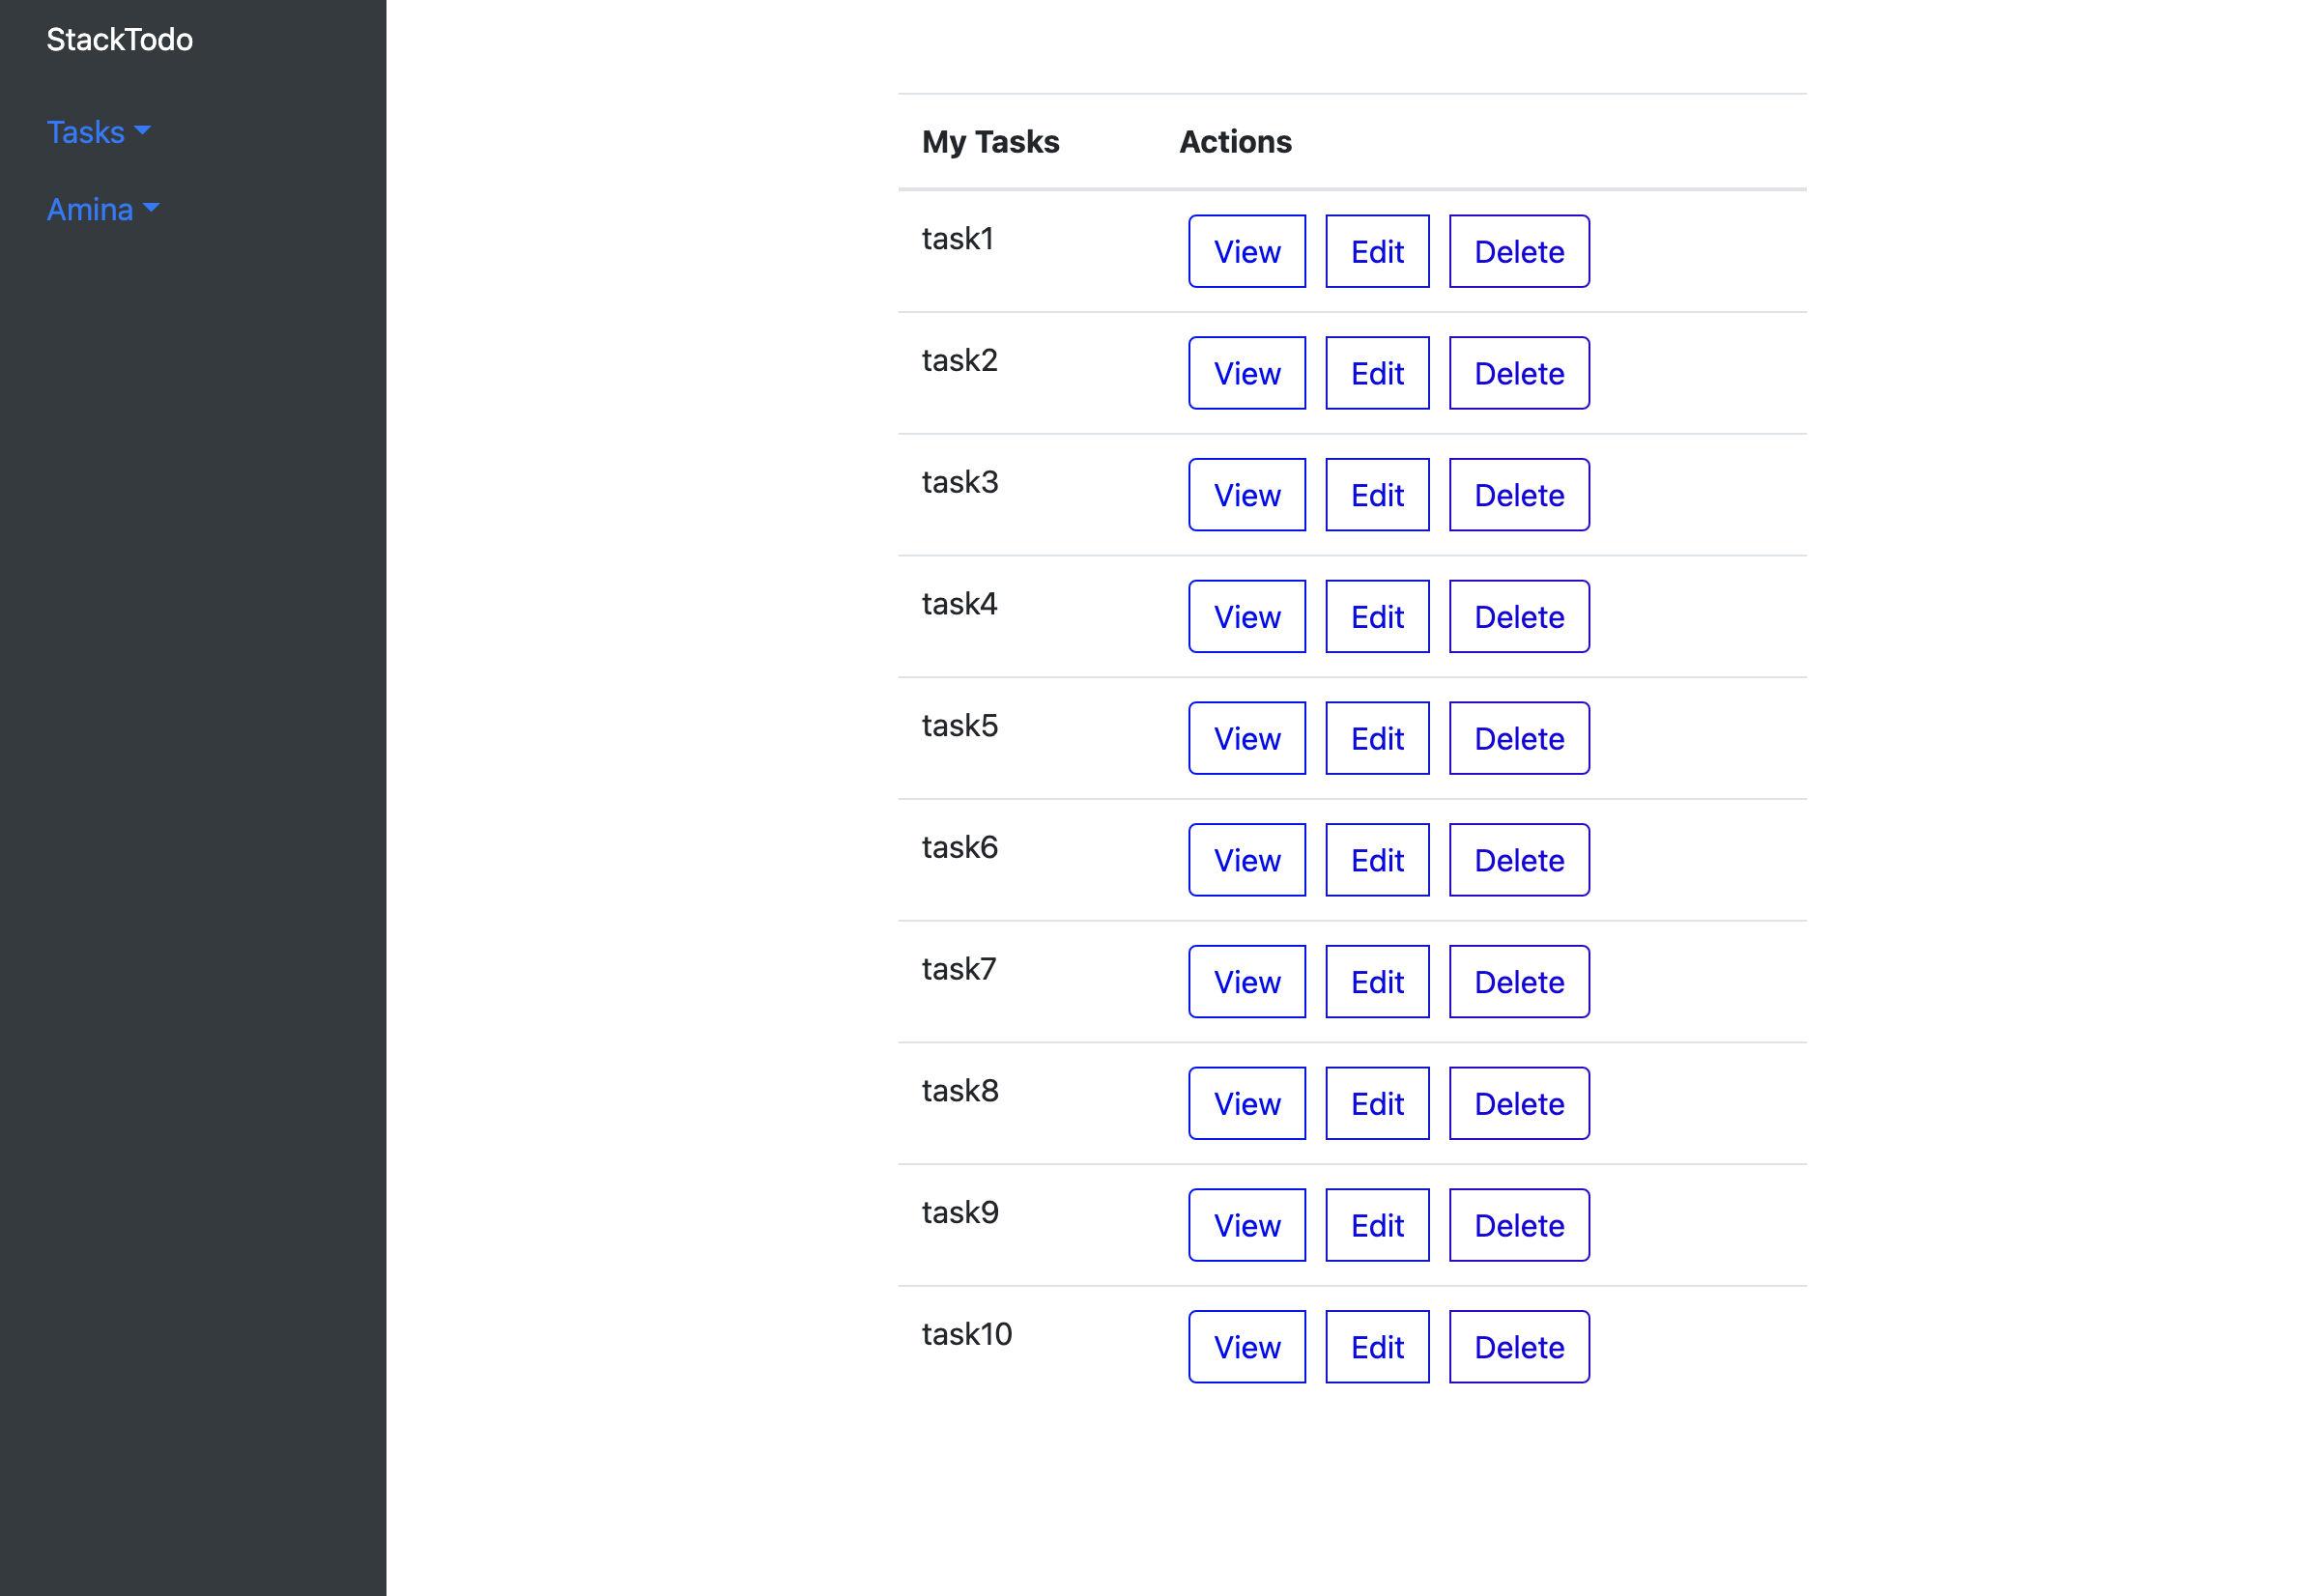 StackTodo
Tasks
Amina
My Tasks Actions
task1 View Edit Delete
task2 View Edit Delete
task3 View Edit Delete
task4 View Edit Delete
task5 View Edit Delete
task6 View Edit Delete
task7 View Edit Delete
task8 View Edit Delete
task9 View Edit Delete
task10 View Edit Delete